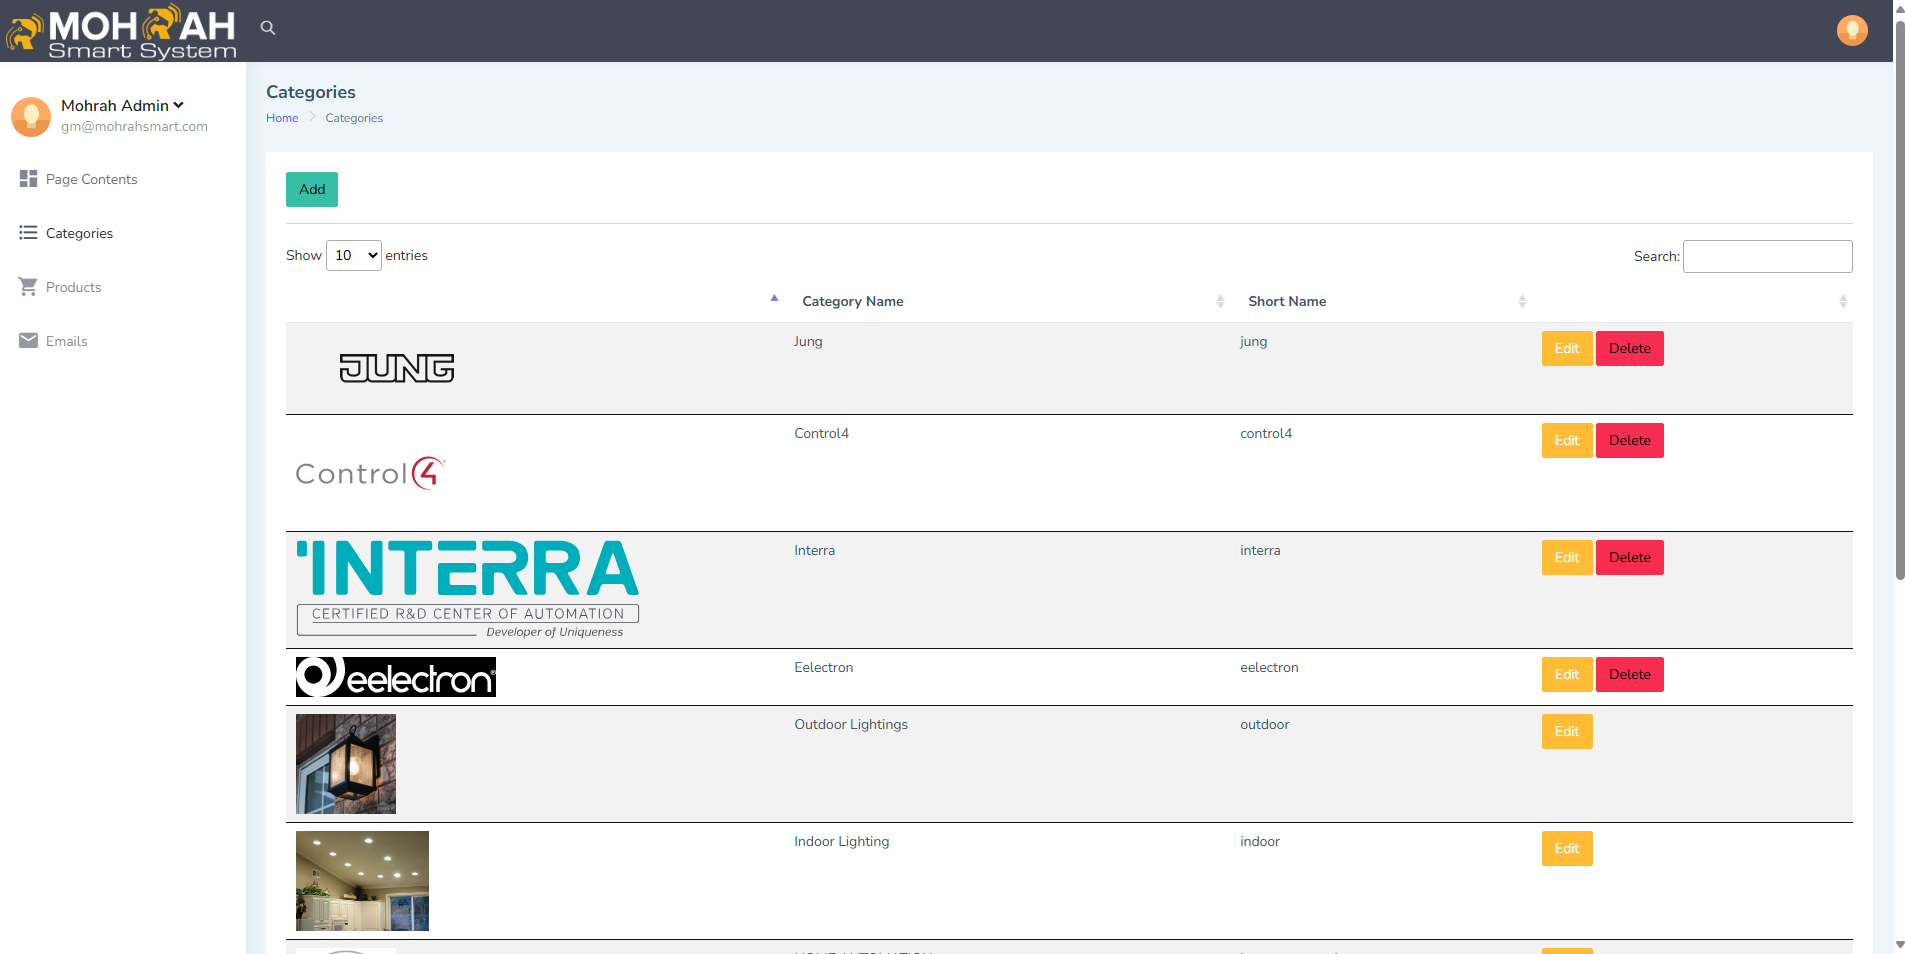 MOHRAH
Smart System
Mohrah Admin
gm@mohrahsmart.com
Page Contents
Categories
Products
Emails
Categories
Home > Categories
Add
Show 10 entries
Search:
Category Name
Short Name
JUNG
Jung
jung
Edit
Delete
Control4
Control4
control4
Edit
Delete
INTERRA
CERTIFIED R&D CENTER OF AUTOMATION
Developer of Uniqueness
Interra
interra
Edit
Delete
eelectron
Eelectron
eelectron
Edit
Delete
Outdoor Lightings
outdoor
Edit
Indoor Lighting
indoor
Edit